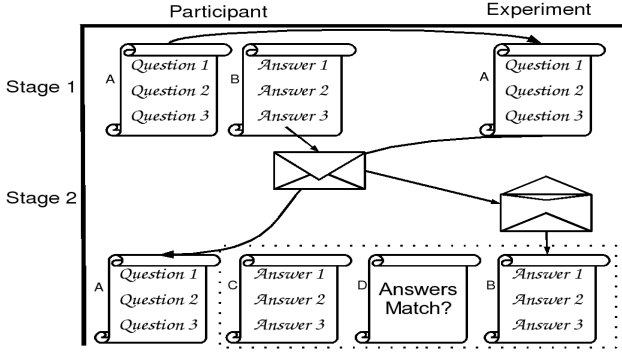 Participant
Experiment
Stage 1
A
Question 1
Question 2
Question 3
B
Answer 1
Answer 2
Answer 3
A
Question 1
Question 2
Question 3
Stage 2
A
Question 1
Question 2
Question 3
C
Answer 1
Answer 2
Answer 3
D
Answers
Match?
B
Answer 1
Answer 2
Answer 3